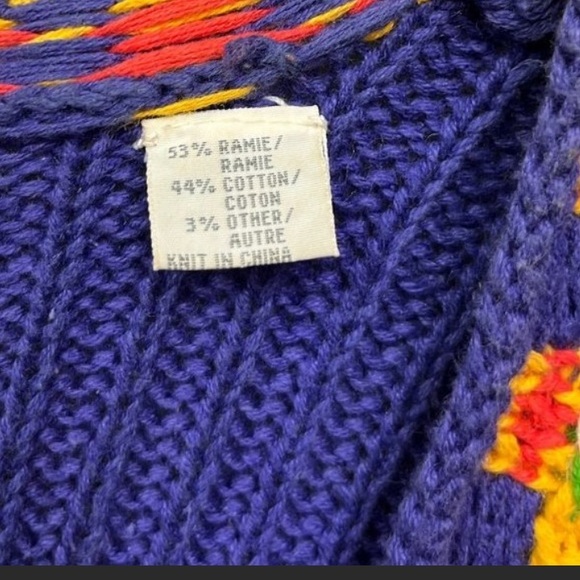 53% RAMIE/
RAMIE
44% COTTON/
COTON
3% OTHER/
AUTRE
KNIT IN CHINA